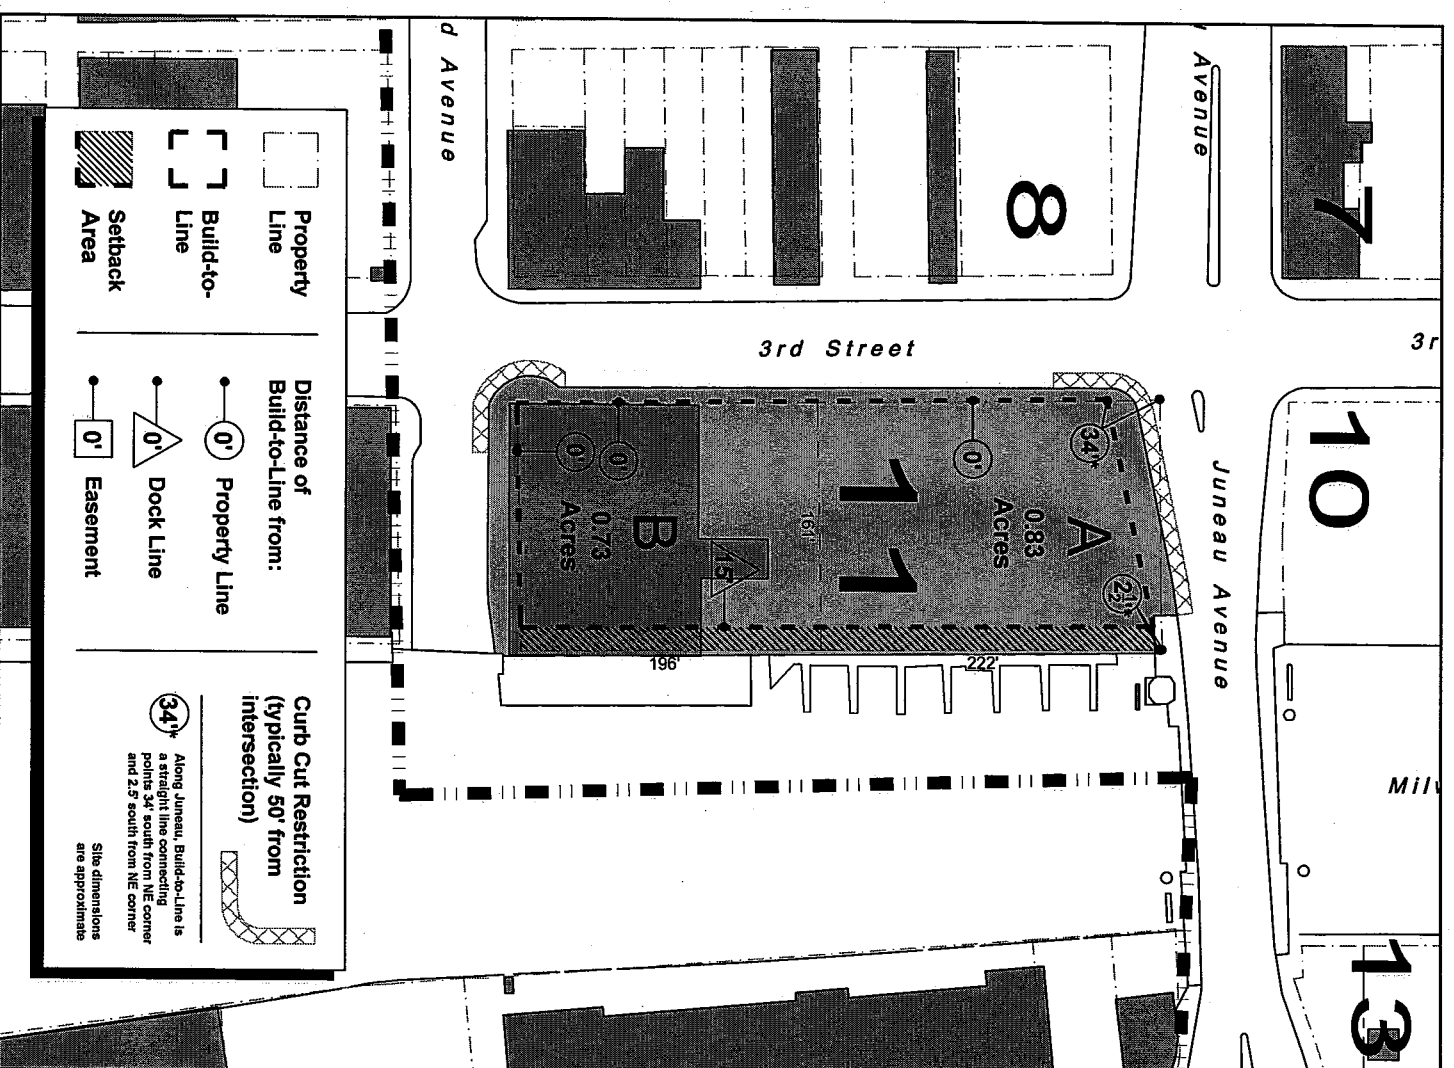 d Avenue
Avenue
8
7
3rd Street
3r
10
Juneau Avenue
11
A
0.83
Acres
34'*
2½'*
0'
161'
B
0.73
Acres
0'
0'
15'
196'
222'
13
Property
Line
Build-to-
Line
Setback
Area
Distance of
Build-to-Line from:
0' Property Line
0' Dock Line
0' Easement
Curb Cut Restriction
(typically 50' from
intersection)
34'* Along Juneau, Build-to-Line is
a straight line connecting
points 34' south from NE corner
and 2.5' south from NE corner
Site dimensions
are approximate